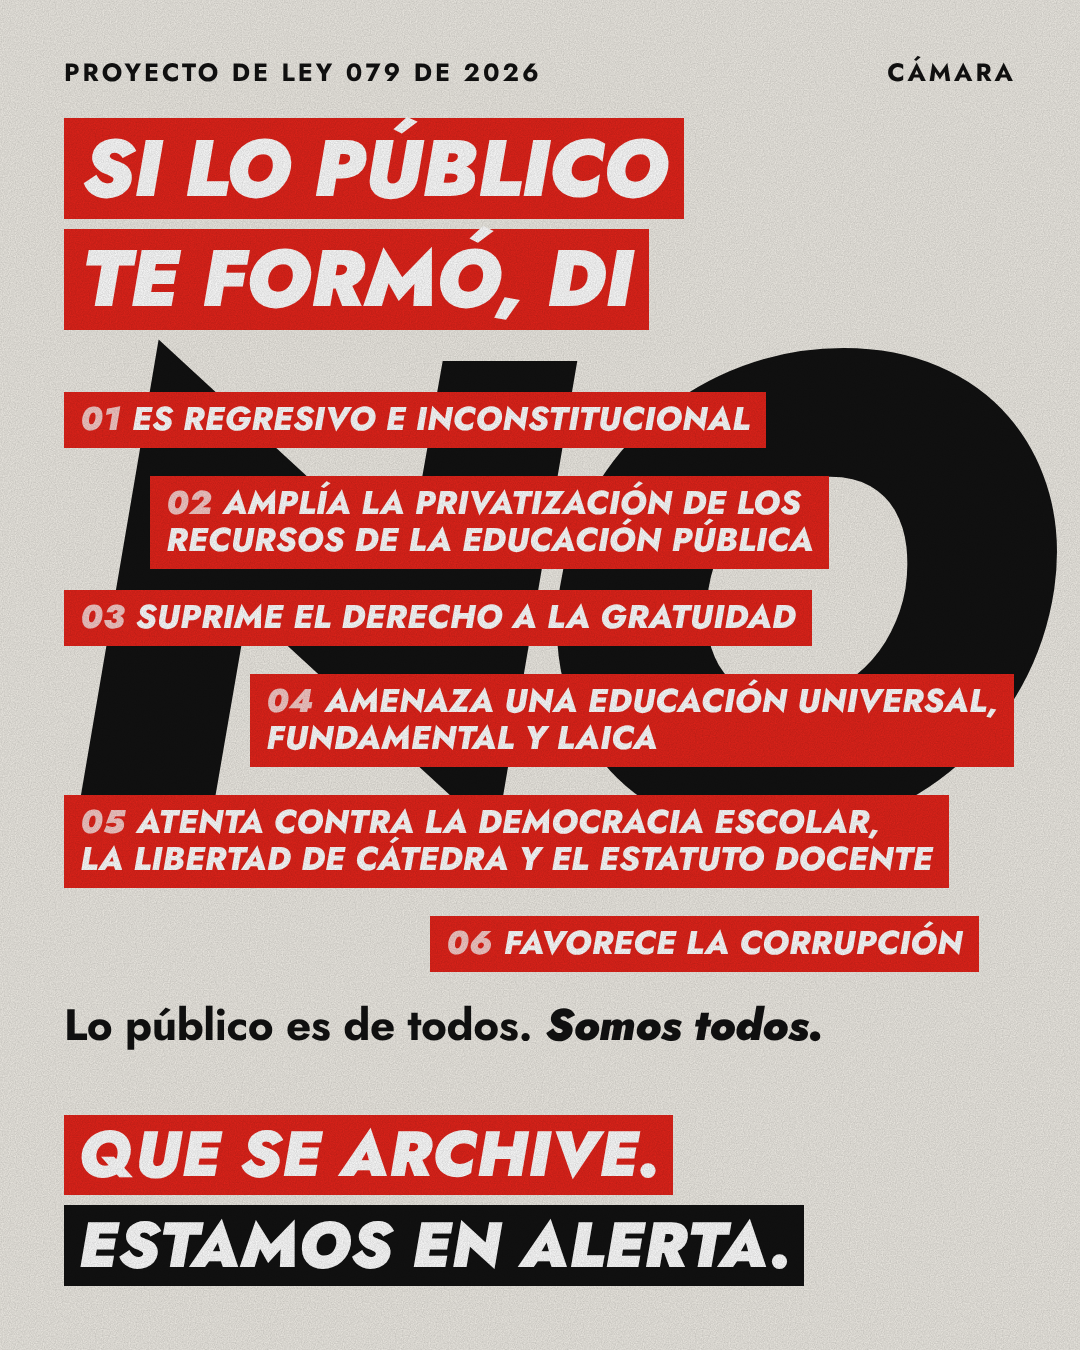 PROYECTO DE LEY 079 DE 2026
CÁMARA
SI LO PÚBLICO
TE FORMÓ, DI
NO
01 ES REGRESIVO E INCONSTITUCIONAL
02 AMPLÍA LA PRIVATIZACIÓN DE LOS
RECURSOS DE LA EDUCACIÓN PÚBLICA
03 SUPRIME EL DERECHO A LA GRATUIDAD
04 AMENAZA UNA EDUCACIÓN UNIVERSAL,
FUNDAMENTAL Y LAICA
05 ATENTA CONTRA LA DEMOCRACIA ESCOLAR,
LA LIBERTAD DE CÁTEDRA Y EL ESTATUTO DOCENTE
06 FAVORECE LA CORRUPCIÓN
Lo público es de todos. Somos todos.
QUE SE ARCHIVE.
ESTAMOS EN ALERTA.